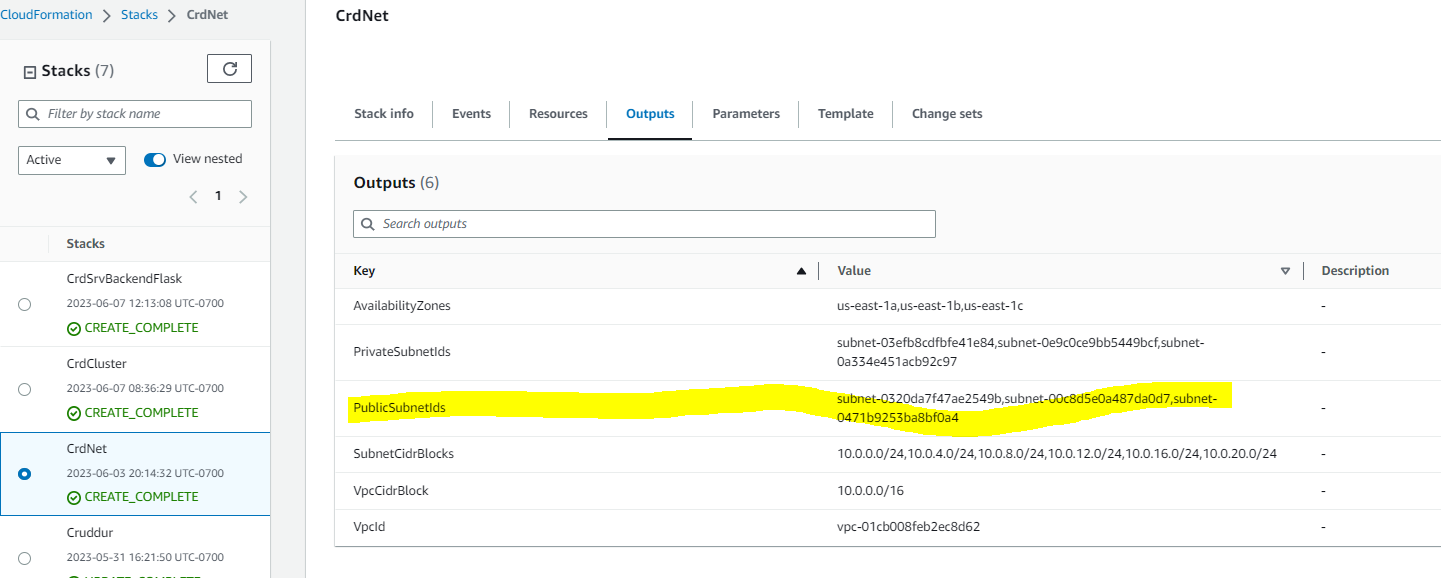 CloudFormation > Stacks > CrdNet
Stacks (7)
Filter by stack name
Active
View nested
1
Stacks
CrdSrvBackendFlask
2023-06-07 12:13:08 UTC-0700
CREATE_COMPLETE
CrdCluster
2023-06-07 08:36:29 UTC-0700
CREATE_COMPLETE
CrdNet
2023-06-03 20:14:32 UTC-0700
CREATE_COMPLETE
Cruddur
2023-05-31 16:21:50 UTC-0700
UPDATE_COMPLETE
CrdNet
Stack info Events Resources Outputs Parameters Template Change sets
Outputs (6)
Search outputs
Key Value Description
AvailabilityZones us-east-1a,us-east-1b,us-east-1c -
PrivateSubnetIds subnet-03efb8cdfbfe41e84,subnet-0e9c0ce9bb5449bcf,subnet-
0a334e451acb92c97 -
PublicSubnetIds subnet-0320da7f47ae2549b,subnet-00c8d5e0a487da0d7,subnet-
0471b9253ba8bf0a4 -
SubnetCidrBlocks 10.0.0.0/24,10.0.4.0/24,10.0.8.0/24,10.0.12.0/24,10.0.16.0/24,10.0.20.0/24 -
VpcCidrBlock 10.0.0.0/16 -
VpcId vpc-01cb008feb2ec8d62 -